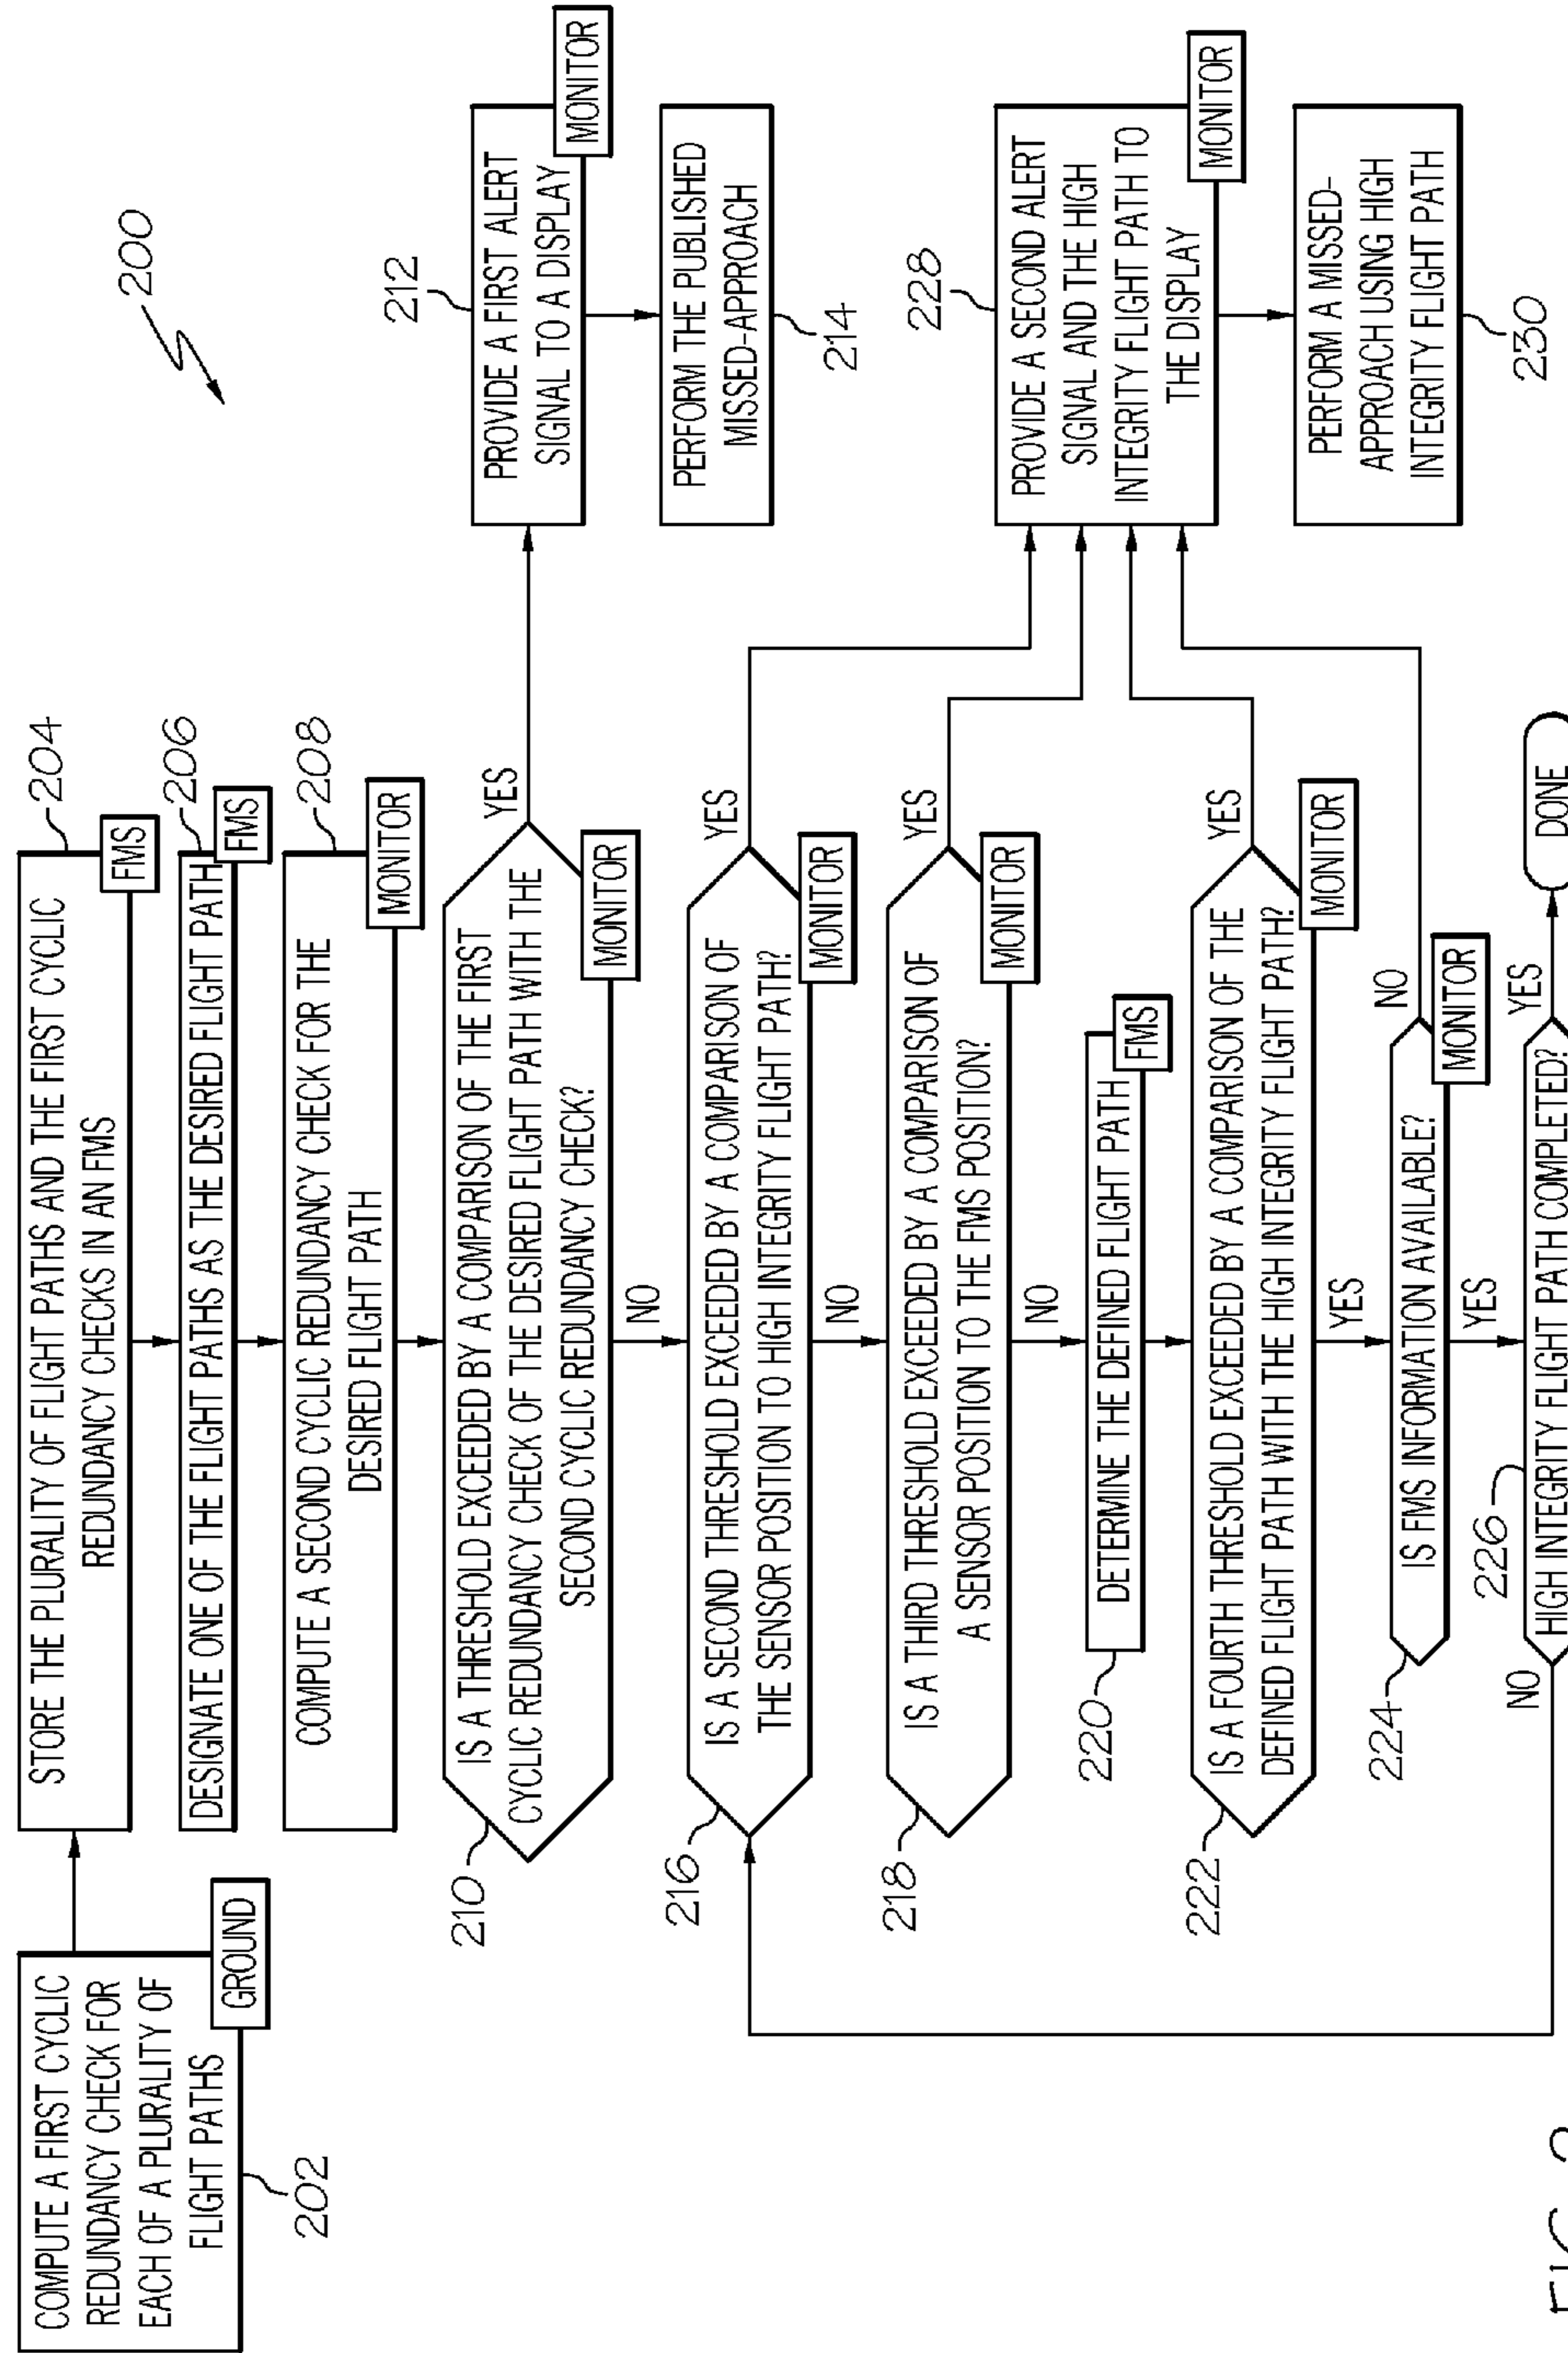 200
COMPUTE A FIRST CYCLIC
REDUNDANCY CHECK FOR
EACH OF A PLURALITY OF
FLIGHT PATHS
GROUND
202
STORE THE PLURALITY OF FLIGHT PATHS AND THE FIRST CYCLIC
REDUNDANCY CHECKS IN AN FMS
FMS
204
DESIGNATE ONE OF THE FLIGHT PATHS AS THE DESIRED FLIGHT PATH
FMS
206
COMPUTE A SECOND CYCLIC REDUNDANCY CHECK FOR THE
DESIRED FLIGHT PATH
MONITOR
208
IS A THRESHOLD EXCEEDED BY A COMPARISON OF THE FIRST
CYCLIC REDUNDANCY CHECK OF THE DESIRED FLIGHT PATH WITH THE
SECOND CYCLIC REDUNDANCY CHECK?
MONITOR
210
YES
NO
PROVIDE A FIRST ALERT
SIGNAL TO A DISPLAY
MONITOR
212
PERFORM THE PUBLISHED
MISSED-APPROACH
214
IS A SECOND THRESHOLD EXCEEDED BY A COMPARISON OF
THE SENSOR POSITION TO HIGH INTEGRITY FLIGHT PATH?
MONITOR
216
YES
NO
IS A THIRD THRESHOLD EXCEEDED BY A COMPARISON OF
A SENSOR POSITION TO THE FMS POSITION?
MONITOR
218
YES
NO
DETERMINE THE DEFINED FLIGHT PATH
FMS
220
IS A FOURTH THRESHOLD EXCEEDED BY A COMPARISON OF THE
DEFINED FLIGHT PATH WITH THE HIGH INTEGRITY FLIGHT PATH?
MONITOR
222
YES
YES
PROVIDE A SECOND ALERT
SIGNAL AND THE HIGH
INTEGRITY FLIGHT PATH TO
THE DISPLAY
MONITOR
228
PERFORM A MISSED-
APPROACH USING HIGH
INTEGRITY FLIGHT PATH
230
IS FMS INFORMATION AVAILABLE?
MONITOR
224
NO
YES
226
HIGH INTEGRITY FLIGHT PATH COMPLETED?
NO
YES
DONE